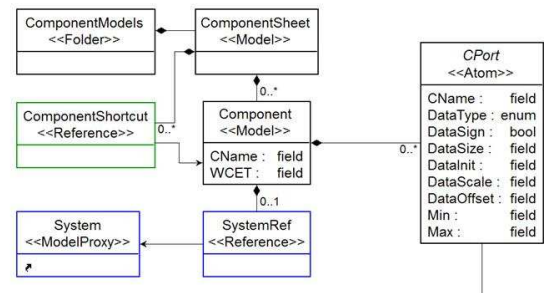 ComponentModels
<<Folder>>
ComponentSheet
<<Model>>
0..*
ComponentShortcut
<<Reference>>
0..*
Component
<<Model>>
CName : field
WCET : field
0..*
CPort
<<Atom>>
CName : field
DataType : enum
DataSign : bool
DataSize : field
DataInit : field
DataScale : field
DataOffset : field
Min : field
Max : field
0..1
System
<<ModelProxy>>
SystemRef
<<Reference>>